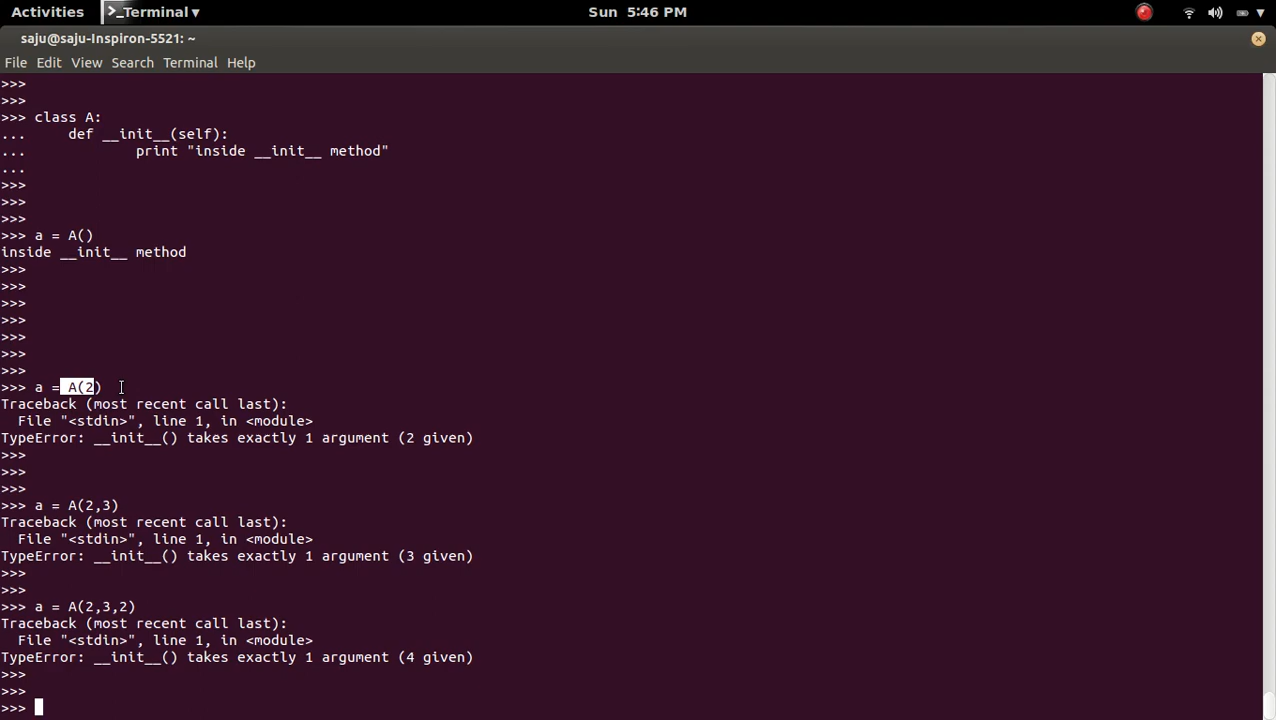 Activities Terminal Sun 5:46 PM
saju@saju-Inspiron-5521: ~
File Edit View Search Terminal Help
>>>
>>>
>>> class A:
...     def __init__(self):
...             print "inside __init__ method"
...
>>>
>>>
>>>
>>> a = A()
inside __init__ method
>>>
>>>
>>>
>>>
>>>
>>>
>>>
>>> a = A(2)
Traceback (most recent call last):
  File "<stdin>", line 1, in <module>
TypeError: __init__() takes exactly 1 argument (2 given)
>>>
>>>
>>>
>>> a = A(2,3)
Traceback (most recent call last):
  File "<stdin>", line 1, in <module>
TypeError: __init__() takes exactly 1 argument (3 given)
>>>
>>>
>>> a = A(2,3,2)
Traceback (most recent call last):
  File "<stdin>", line 1, in <module>
TypeError: __init__() takes exactly 1 argument (4 given)
>>>
>>>
>>>